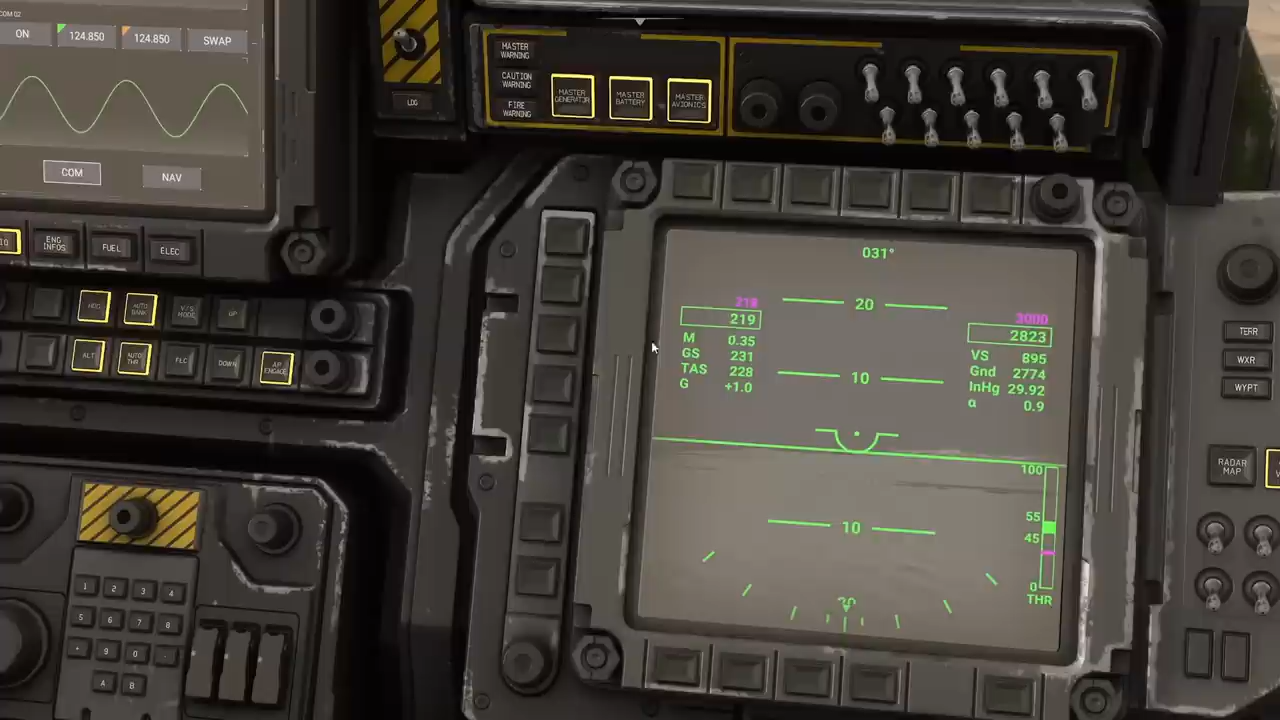 COM 02
ON 124.850 124.850 SWAP
COM NAV
ENG INFOS FUEL ELEC
HDG AUTO BANK V/S MODE UP
ALT AUTO THR FLC DOWN A/P ENGAGE
LDG
MASTER WARNING
CAUTION WARNING
FIRE WARNING
MASTER GENERATOR MASTER BATTERY MASTER AVIONICS
031°
219
M 0.35
GS 231
TAS 228
G +1.0
20
10
10
20
3000
2823
VS 895
Gnd 2774
InHg 29.92
α 0.9
100
55
45
0
THR
TERR
WXR
WYPT
RADAR MAP
1 2 3 4
5 6 7 8
9 0
A B